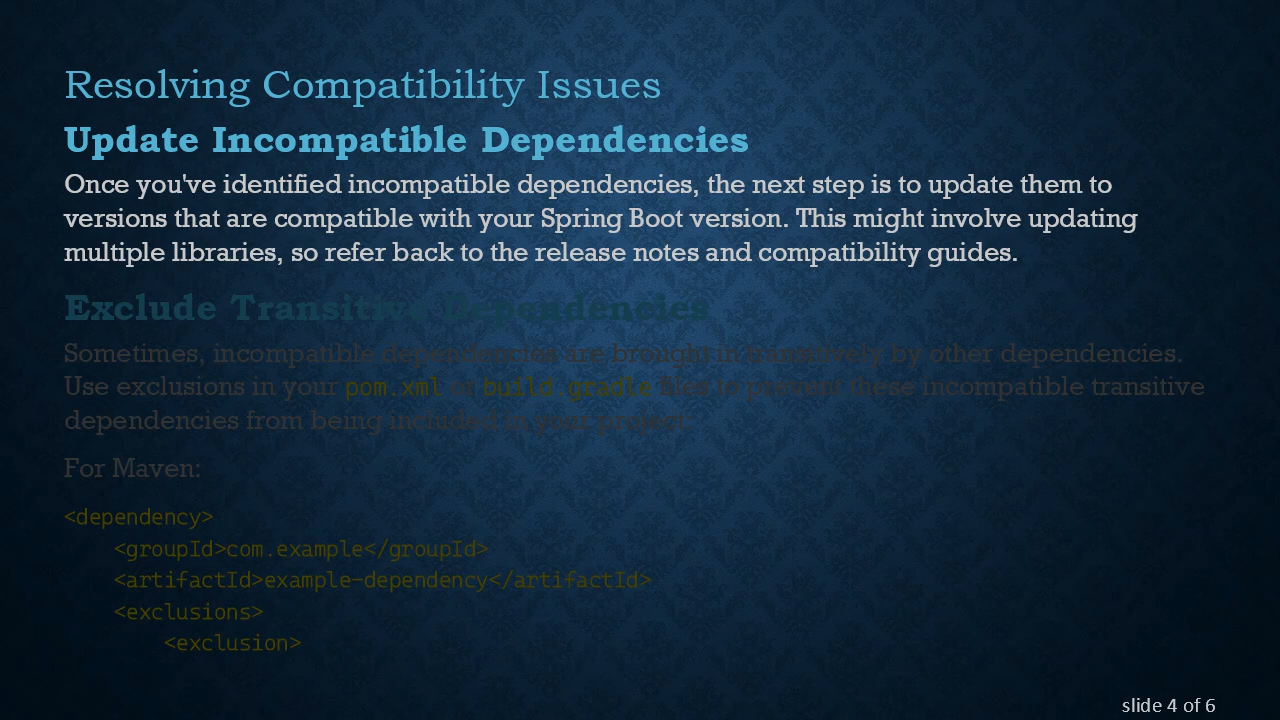 Resolving Compatibility Issues
Update Incompatible Dependencies
Once you've identified incompatible dependencies, the next step is to update them to
versions that are compatible with your Spring Boot version. This might involve updating
multiple libraries, so refer back to the release notes and compatibility guides.
Exclude Transitive Dependencies
Sometimes, incompatible dependencies are brought in transitively by other dependencies.
Use exclusions in your pom.xml or build.gradle files to prevent these incompatible transitive
dependencies from being included in your project:
For Maven:
<dependency>
    <groupId>com.example</groupId>
    <artifactId>example-dependency</artifactId>
    <exclusions>
        <exclusion>
slide 4 of 6